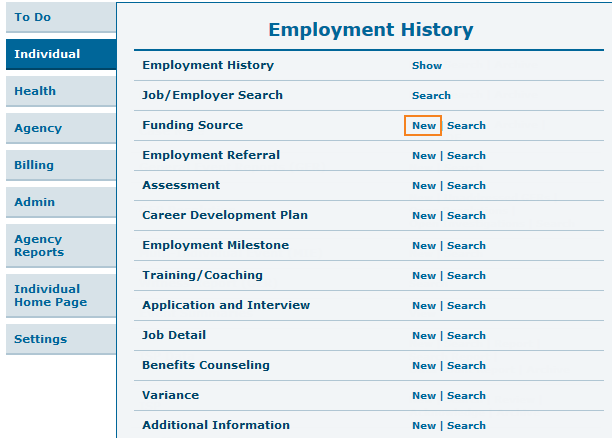 To Do
Individual
Health
Agency
Billing
Admin
Agency
Reports
Individual
Home Page
Settings
Employment History
Employment History Show
Job/Employer Search Search
Funding Source New | Search
Employment Referral New | Search
Assessment New | Search
Career Development Plan New | Search
Employment Milestone New | Search
Training/Coaching New | Search
Application and Interview New | Search
Job Detail New | Search
Benefits Counseling New | Search
Variance New | Search
Additional Information New | Search